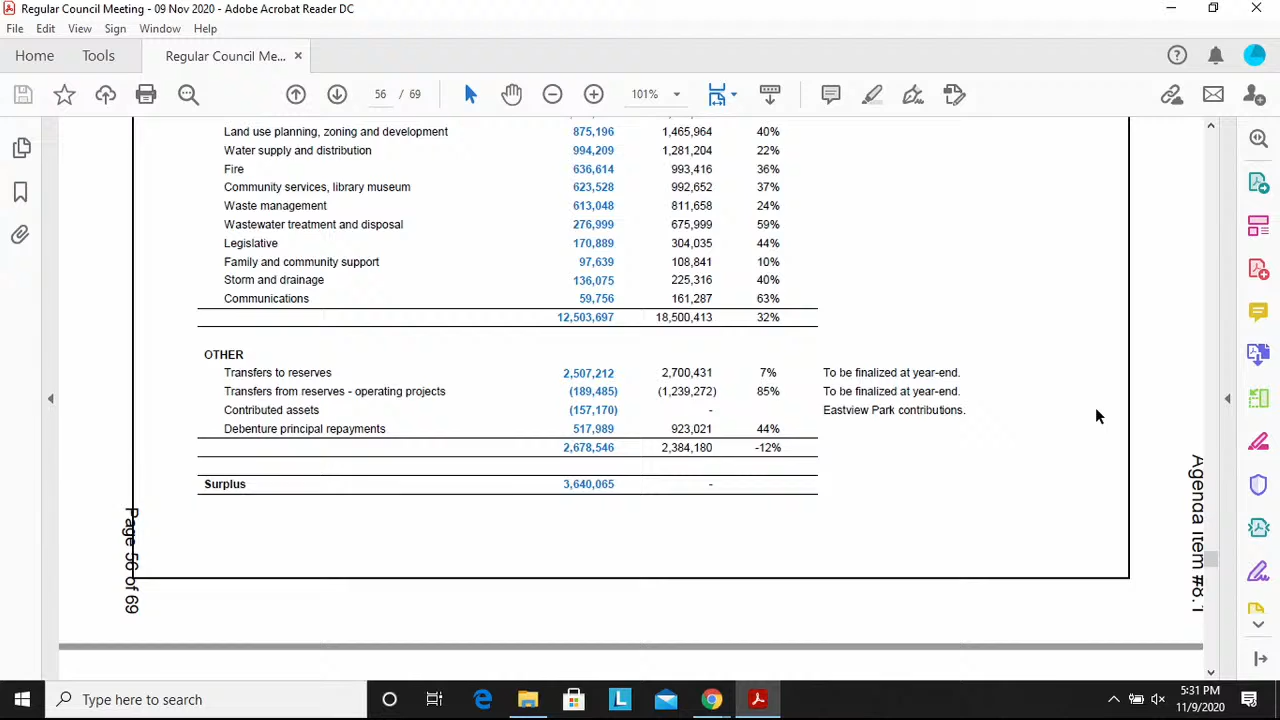 Regular Council Meeting - 09 Nov 2020 - Adobe Acrobat Reader DC
File Edit View Sign Window Help
Home Tools Regular Council Me... ×
56 / 69 101%
Land use planning, zoning and development 875,196 1,465,964 40%
Water supply and distribution 994,209 1,281,204 22%
Fire 636,614 993,416 36%
Community services, library museum 623,528 992,652 37%
Waste management 613,048 811,658 24%
Wastewater treatment and disposal 276,999 675,999 59%
Legislative 170,889 304,035 44%
Family and community support 97,639 108,841 10%
Storm and drainage 136,075 225,316 40%
Communications 59,756 161,287 63%
12,503,697 18,500,413 32%
OTHER
Transfers to reserves 2,507,212 2,700,431 7% To be finalized at year-end.
Transfers from reserves - operating projects (189,485) (1,239,272) 85% To be finalized at year-end.
Contributed assets (157,170) - Eastview Park contributions.
Debenture principal repayments 517,989 923,021 44%
2,678,546 2,384,180 -12%
Surplus 3,640,065 -
Page 56 of 69
Agenda Item #8.1
Type here to search
5:31 PM
11/9/2020